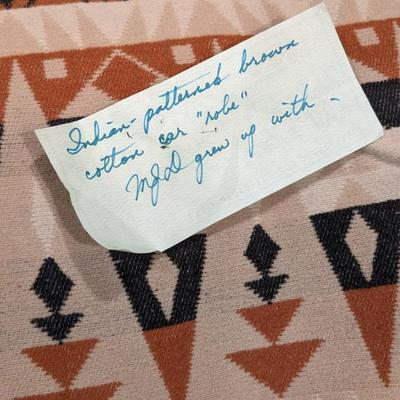 Indian-patterned brown
cotton car "robe"
MJD grew up with -